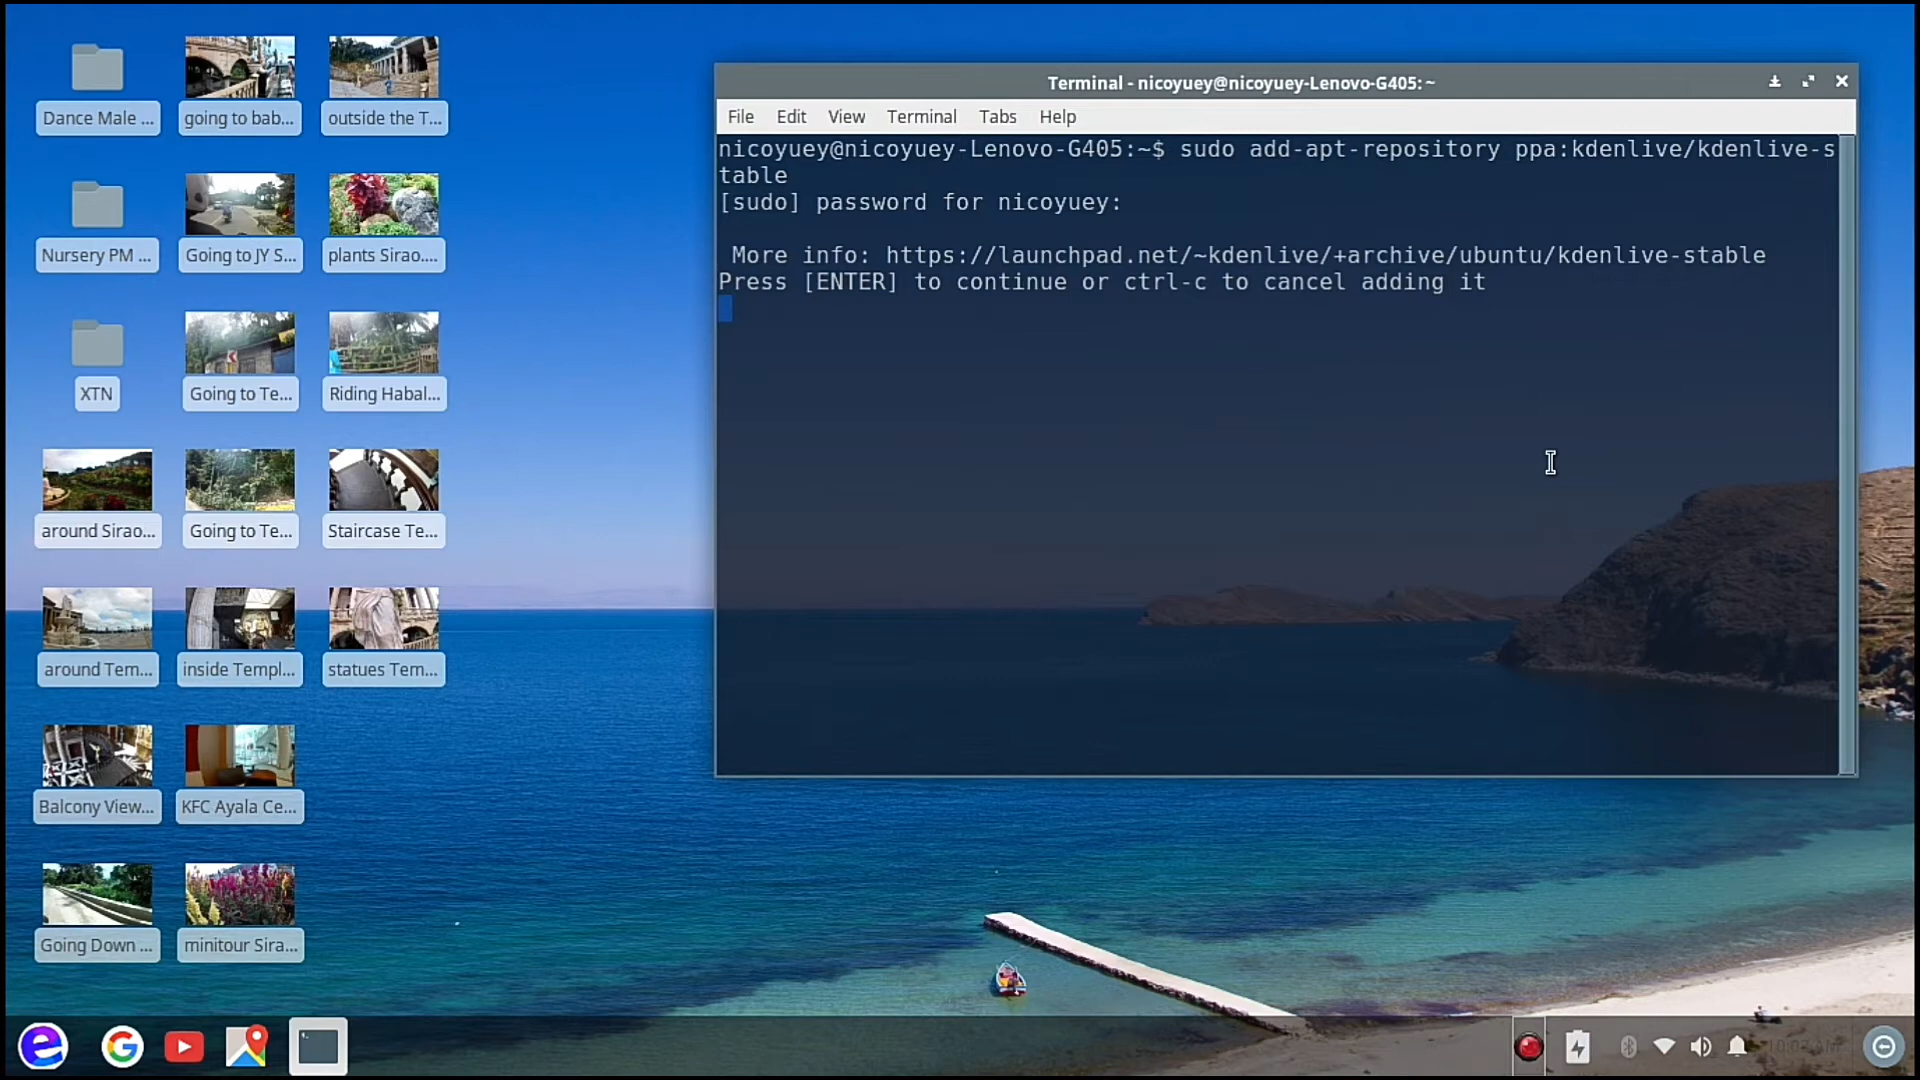 Terminal - nicoyuey@nicoyuey-Lenovo-G405: ~
File Edit View Terminal Tabs Help
nicoyuey@nicoyuey-Lenovo-G405:~$ sudo add-apt-repository ppa:kdenlive/kdenlive-s
table
[sudo] password for nicoyuey:
More info: https://launchpad.net/~kdenlive/+archive/ubuntu/kdenlive-stable
Press [ENTER] to continue or ctrl-c to cancel adding it
Dance Male ...
going to bab...
outside the T...
Nursery PM ...
Going to JY S...
plants Sirao....
XTN
Going to Te...
Riding Habal...
around Sirao...
Going to Te...
Staircase Te...
around Tem...
inside Templ...
statues Tem...
Balcony View...
KFC Ayala Ce...
Going Down ...
minitour Sira...